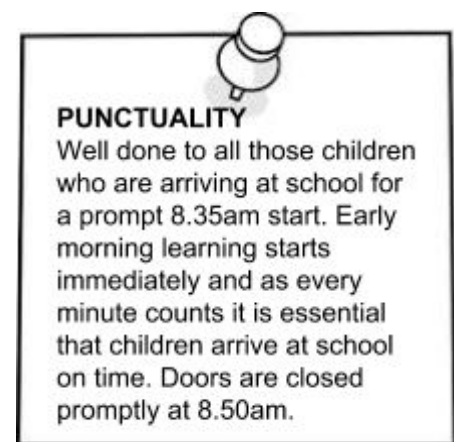 PUNCTUALITY
Well done to all those children
who are arriving at school for
a prompt 8.35am start. Early
morning learning starts
immediately and as every
minute counts it is essential
that children arrive at school
on time. Doors are closed
promptly at 8.50am.